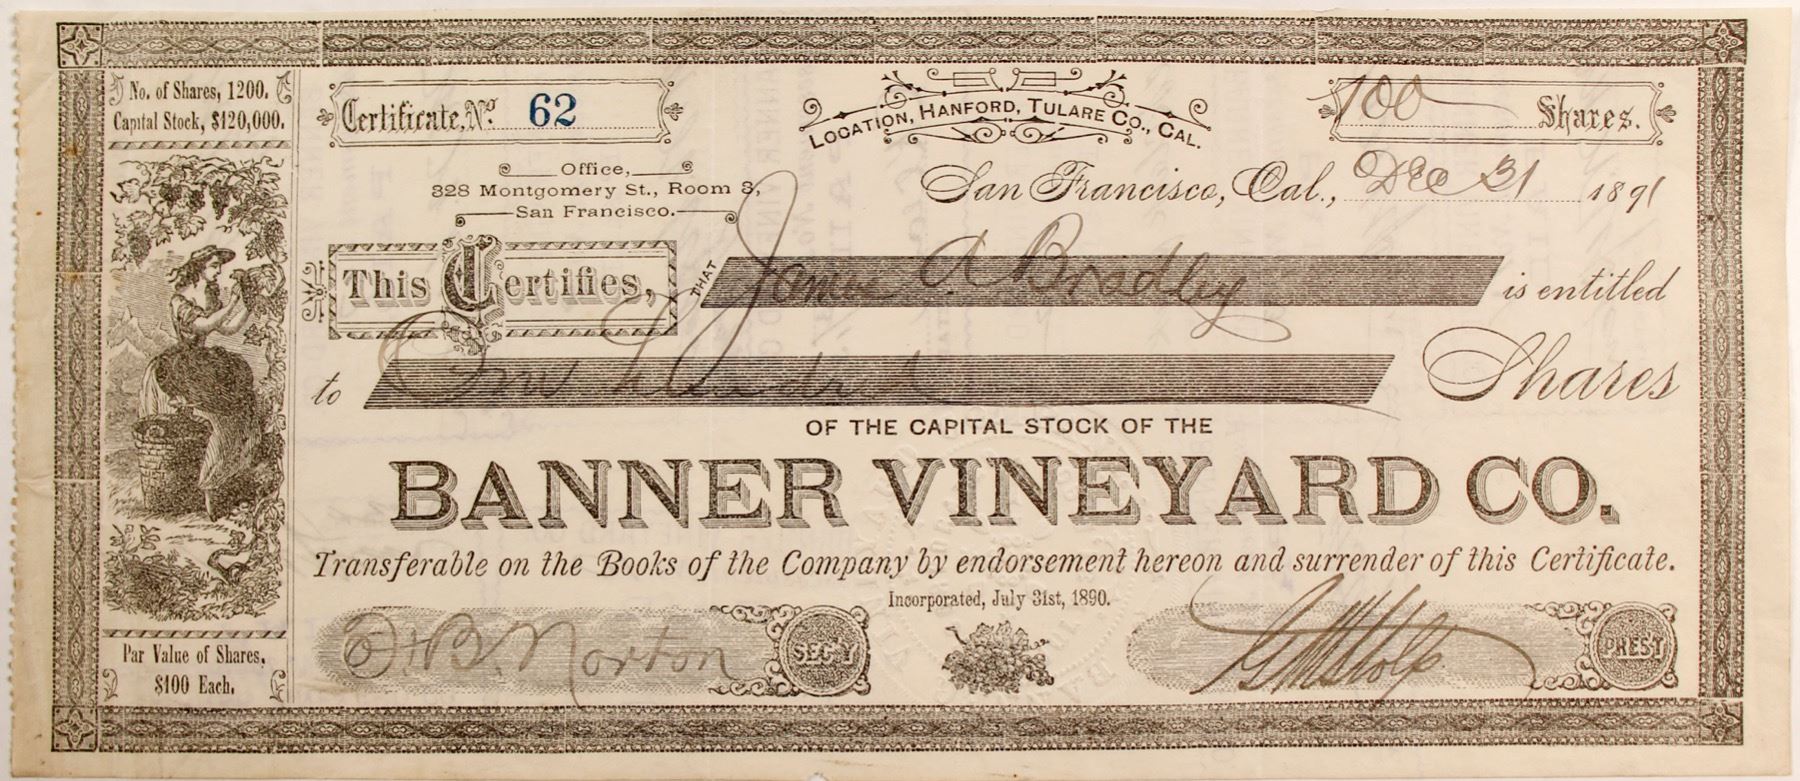 No. of Shares, 1200.
Capital Stock, $120,000.
Certificate, No. 62
LOCATION, HANFORD, TULARE CO., CAL.
100 Shares.
Office,
328 Montgomery St., Room 3,
San Francisco.
San Francisco, Cal., Dec 31 1891
This Certifies, THAT James A Bradley is entitled
to One Hundred Shares
OF THE CAPITAL STOCK OF THE
BANNER VINEYARD CO.
Transferable on the Books of the Company by endorsement hereon and surrender of this Certificate.
Incorporated, July 31st, 1890.
Par Value of Shares,
$100 Each.
B. Norton SEC'Y
PREST